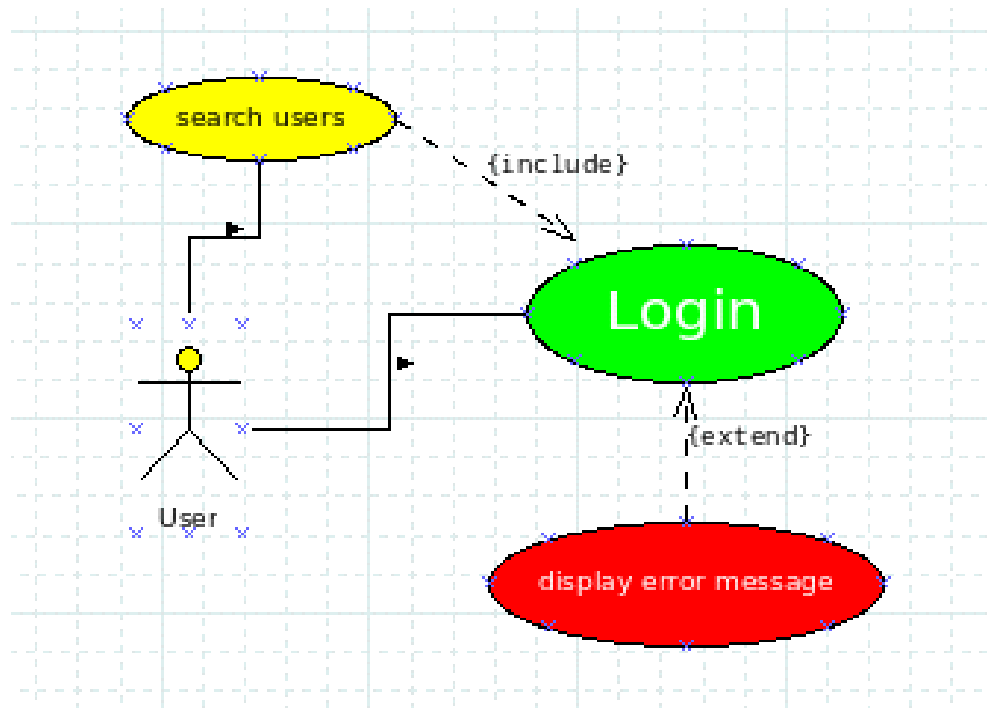 search users
{include}
Login
{extend}
User
display error message